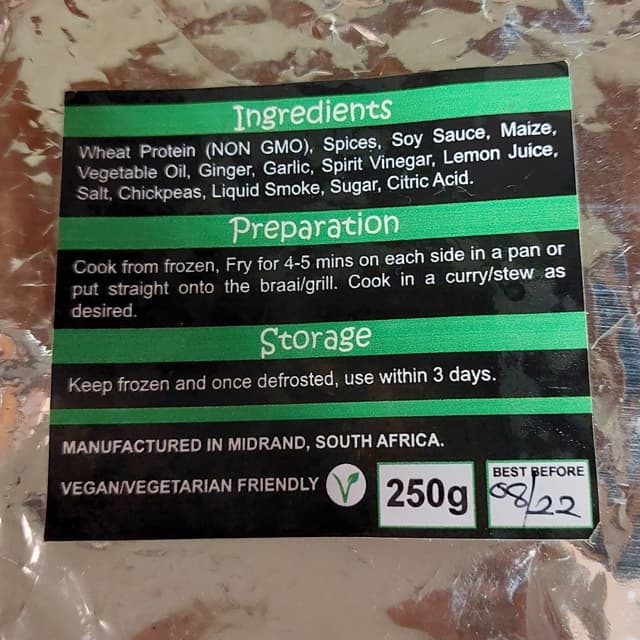 Ingredients
Wheat Protein (NON GMO), Spices, Soy Sauce, Maize,
Vegetable Oil, Ginger, Garlic, Spirit Vinegar, Lemon Juice,
Salt, Chickpeas, Liquid Smoke, Sugar, Citric Acid.
Preparation
Cook from frozen, Fry for 4-5 mins on each side in a pan or
put straight onto the braai/grill. Cook in a curry/stew as
desired.
Storage
Keep frozen and once defrosted, use within 3 days.
MANUFACTURED IN MIDRAND, SOUTH AFRICA.
VEGAN/VEGETARIAN FRIENDLY
250g
BEST BEFORE
08/22